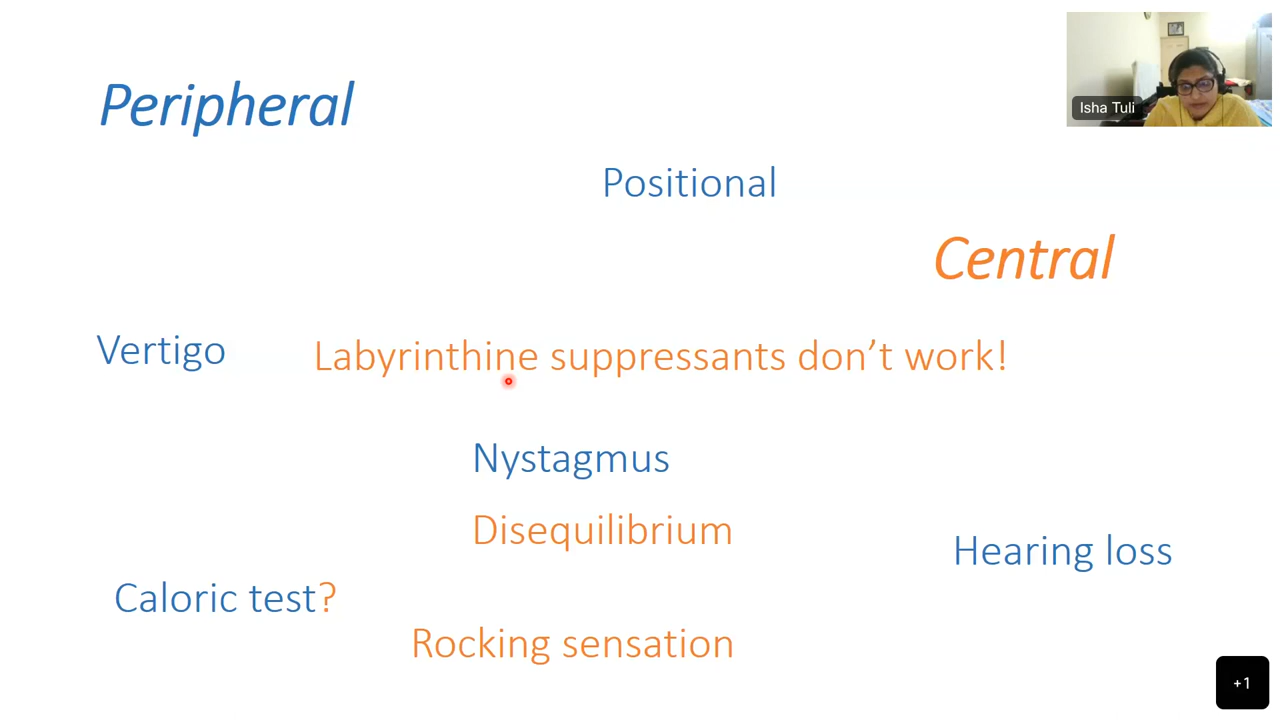 Peripheral
Isha Tuli
Positional
Central
Vertigo
Labyrinthine suppressants don’t work!
Nystagmus
Disequilibrium
Hearing loss
Caloric test?
Rocking sensation
+1